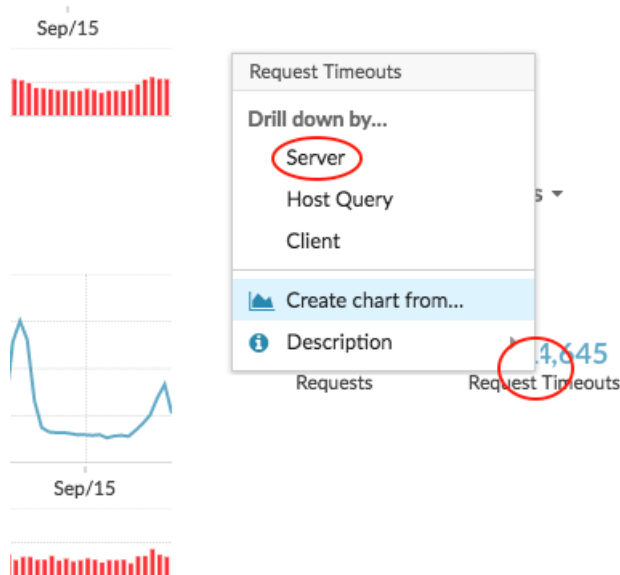 Sep/15
Request Timeouts
Drill down by...
Server
Host Query
s
Client
Create chart from...
Description
4,645
Requests
Request Timeouts
Sep/15